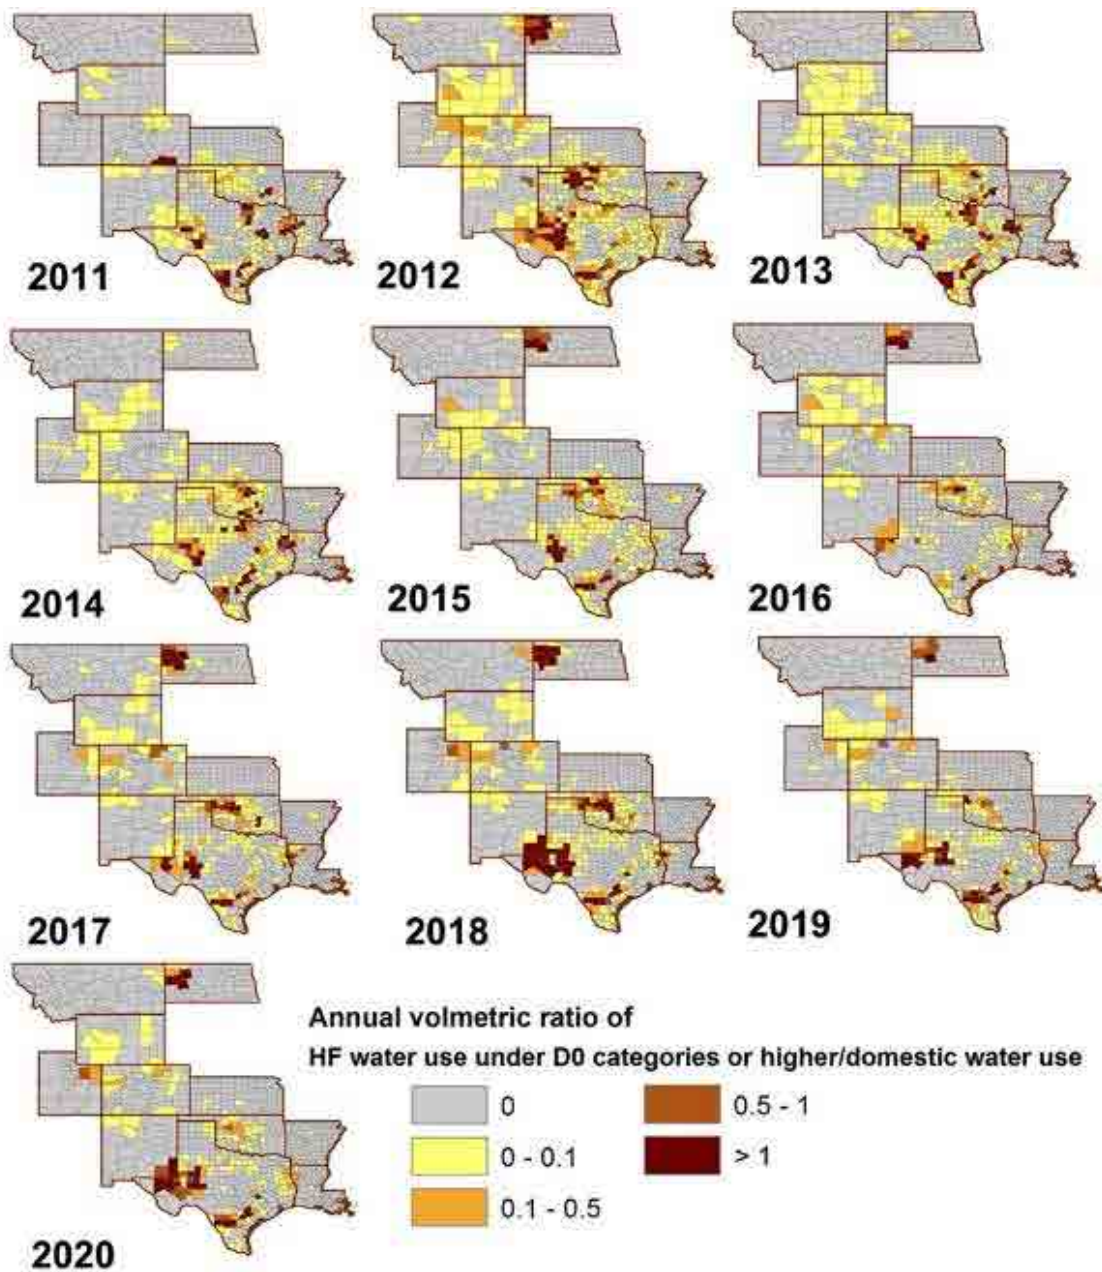 2011
2012
2013
2014
2015
2016
2017
2018
2019
2020
Annual volmetric ratio of
HF water use under D0 categories or higher/domestic water use
0
0 - 0.1
0.1 - 0.5
0.5 - 1
> 1